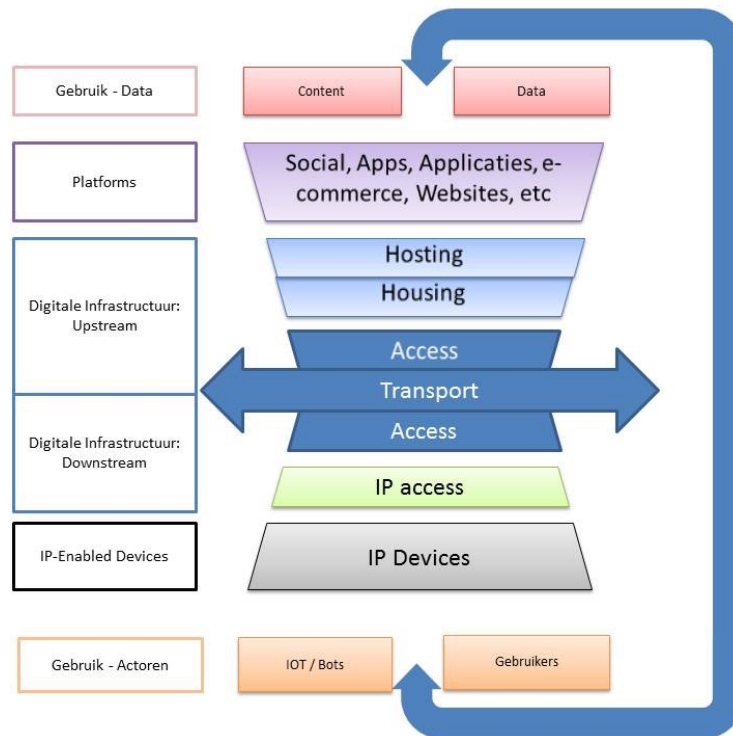 Gebruik - Data
Content
Data
Platforms
Social, Apps, Applicaties, e-
commerce, Websites, etc
Digitale Infrastructuur:
Upstream
Hosting
Housing
Access
Transport
Digitale Infrastructuur:
Downstream
Access
IP access
IP-Enabled Devices
IP Devices
Gebruik - Actoren
IOT / Bots
Gebruikers